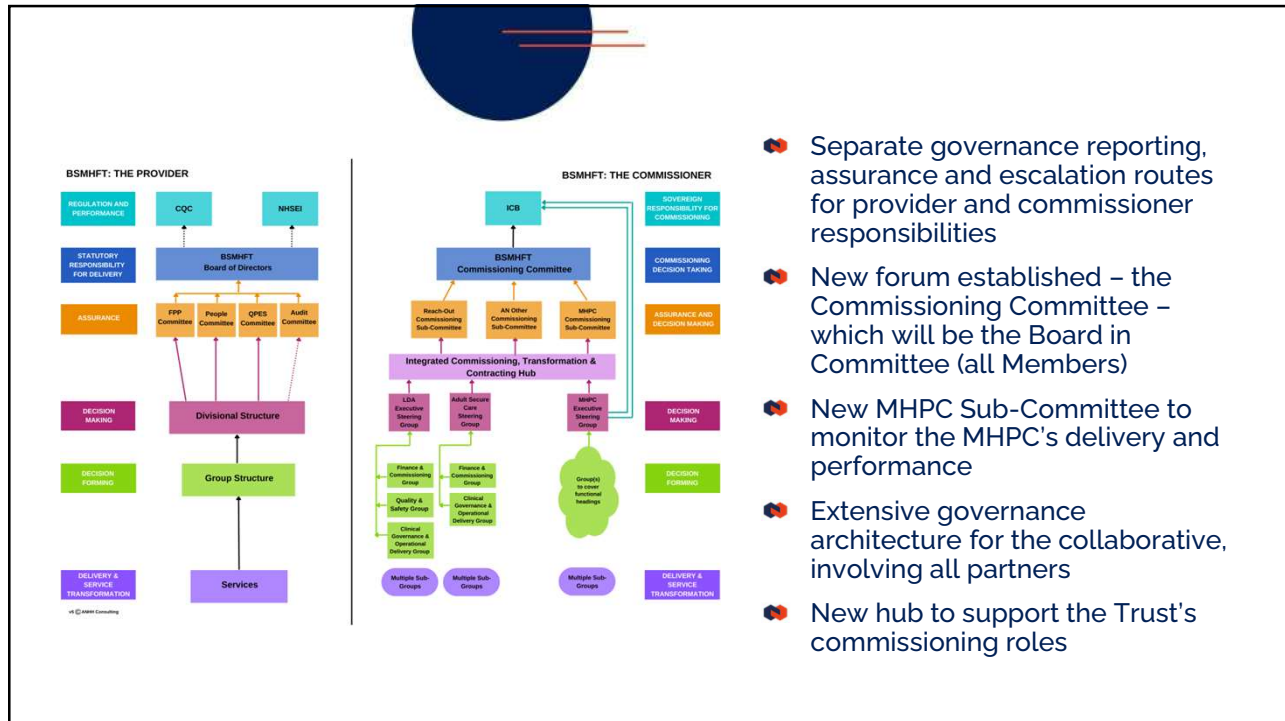 BSMHFT: THE PROVIDER
REGULATION AND
PERFORMANCE
CQC
NHSEI
STATUTORY
RESPONSIBILITY
FOR DELIVERY
BSMHFT
Board of Directors
ASSURANCE
FPP
Committee
People
Committee
QPES
Committee
Audit
Committee
DECISION
MAKING
Divisional Structure
DECISION
FORMING
Group Structure
DELIVERY &
SERVICE
TRANSFORMATION
Services
v5 © ANHH Consulting
BSMHFT: THE COMMISSIONER
ICB
SOVEREIGN
RESPONSIBILITY FOR
COMMISSIONING
BSMHFT
Commissioning Committee
COMMISSIONING
DECISION TAKING
Reach-Out
Commissioning
Sub-Committee
AN Other
Commissioning
Sub-Committee
MHPC
Commissioning
Sub-Committee
ASSURANCE AND
DECISION MAKING
Integrated Commissioning, Transformation &
Contracting Hub
LDA
Executive
Steering
Group
Adult Secure
Care
Steering
Group
MHPC
Executive
Steering
Group
DECISION
MAKING
Finance &
Commissioning
Group
Quality &
Safety Group
Clinical
Governance &
Operational
Delivery Group
Finance &
Commissioning
Group
Clinical
Governance &
Operational
Delivery Group
Group(s)
to cover
functional
headings
DECISION
FORMING
Multiple Sub-
Groups
Multiple Sub-
Groups
Multiple Sub-
Groups
DELIVERY &
SERVICE
TRANSFORMATION
Separate governance reporting,
assurance and escalation routes
for provider and commissioner
responsibilities
New forum established – the
Commissioning Committee –
which will be the Board in
Committee (all Members)
New MHPC Sub-Committee to
monitor the MHPC's delivery and
performance
Extensive governance
architecture for the collaborative,
involving all partners
New hub to support the Trust's
commissioning roles